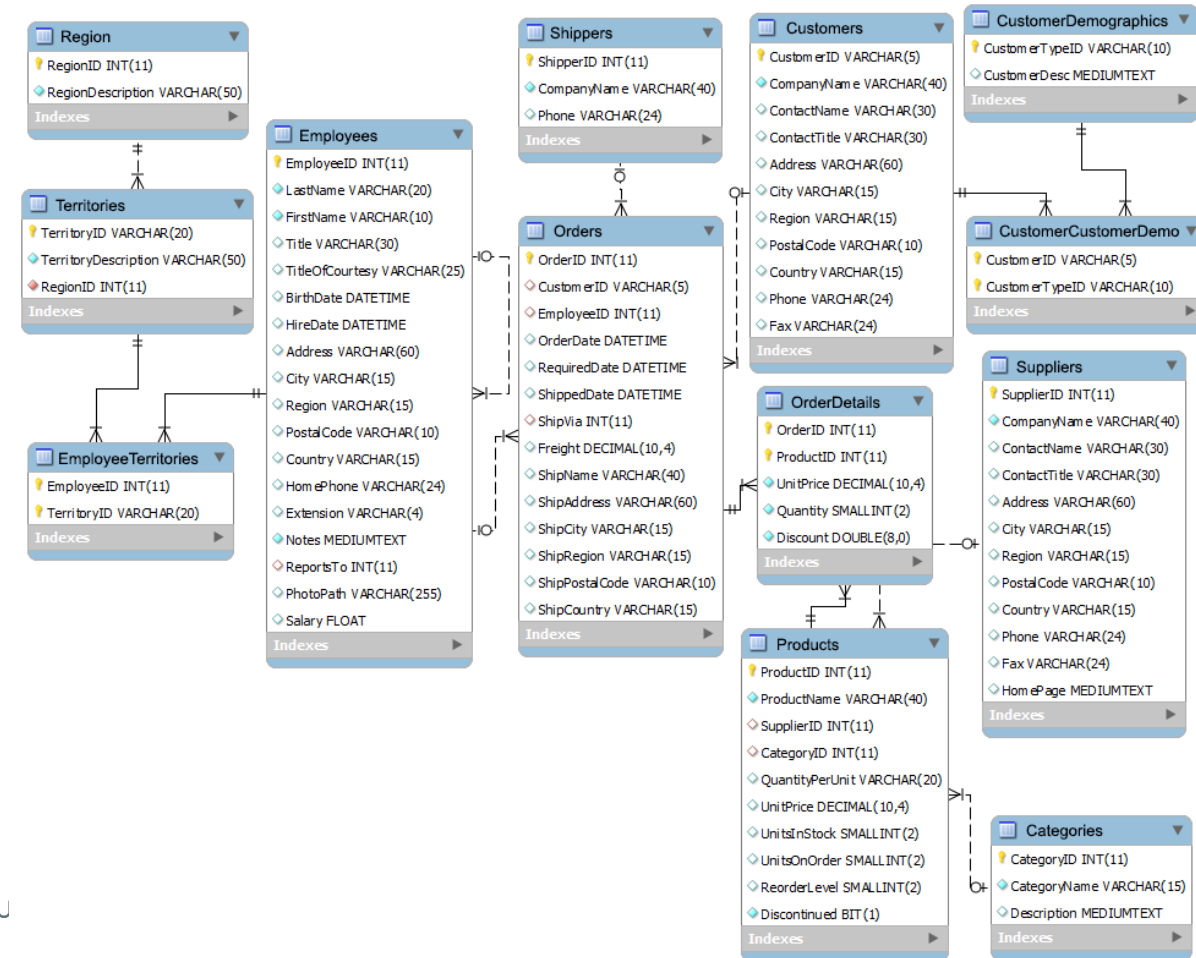 Region
RegionID INT(11)
RegionDescription VARCHAR(50)
Indexes
Territories
TerritoryID VARCHAR(20)
TerritoryDescription VARCHAR(50)
RegionID INT(11)
Indexes
EmployeeTerritories
EmployeeID INT(11)
TerritoryID VARCHAR(20)
Indexes
Employees
EmployeeID INT(11)
LastName VARCHAR(20)
FirstName VARCHAR(10)
Title VARCHAR(30)
TitleOfCourtesy VARCHAR(25)
BirthDate DATETIME
HireDate DATETIME
Address VARCHAR(60)
City VARCHAR(15)
Region VARCHAR(15)
PostalCode VARCHAR(10)
Country VARCHAR(15)
HomePhone VARCHAR(24)
Extension VARCHAR(4)
Notes MEDIUMTEXT
ReportsTo INT(11)
PhotoPath VARCHAR(255)
Salary FLOAT
Indexes
Shippers
ShipperID INT(11)
CompanyName VARCHAR(40)
Phone VARCHAR(24)
Indexes
Orders
OrderID INT(11)
CustomerID VARCHAR(5)
EmployeeID INT(11)
OrderDate DATETIME
RequiredDate DATETIME
ShippedDate DATETIME
ShipVia INT(11)
Freight DECIMAL(10,4)
ShipName VARCHAR(40)
ShipAddress VARCHAR(60)
ShipCity VARCHAR(15)
ShipRegion VARCHAR(15)
ShipPostalCode VARCHAR(10)
ShipCountry VARCHAR(15)
Indexes
Customers
CustomerID VARCHAR(5)
CompanyName VARCHAR(40)
ContactName VARCHAR(30)
ContactTitle VARCHAR(30)
Address VARCHAR(60)
City VARCHAR(15)
Region VARCHAR(15)
PostalCode VARCHAR(10)
Country VARCHAR(15)
Phone VARCHAR(24)
Fax VARCHAR(24)
Indexes
CustomerDemographics
CustomerTypeID VARCHAR(10)
CustomerDesc MEDIUMTEXT
Indexes
CustomerCustomerDemo
CustomerID VARCHAR(5)
CustomerTypeID VARCHAR(10)
Indexes
OrderDetails
OrderID INT(11)
ProductID INT(11)
UnitPrice DECIMAL(10,4)
Quantity SMALLINT(2)
Discount DOUBLE(8,0)
Indexes
Suppliers
SupplierID INT(11)
CompanyName VARCHAR(40)
ContactName VARCHAR(30)
ContactTitle VARCHAR(30)
Address VARCHAR(60)
City VARCHAR(15)
Region VARCHAR(15)
PostalCode VARCHAR(10)
Country VARCHAR(15)
Phone VARCHAR(24)
Fax VARCHAR(24)
HomePage MEDIUMTEXT
Indexes
Products
ProductID INT(11)
ProductName VARCHAR(40)
SupplierID INT(11)
CategoryID INT(11)
QuantityPerUnit VARCHAR(20)
UnitPrice DECIMAL(10,4)
UnitsInStock SMALLINT(2)
UnitsOnOrder SMALLINT(2)
ReorderLevel SMALLINT(2)
Discontinued BIT(1)
Indexes
Categories
CategoryID INT(11)
CategoryName VARCHAR(15)
Description MEDIUMTEXT
Indexes